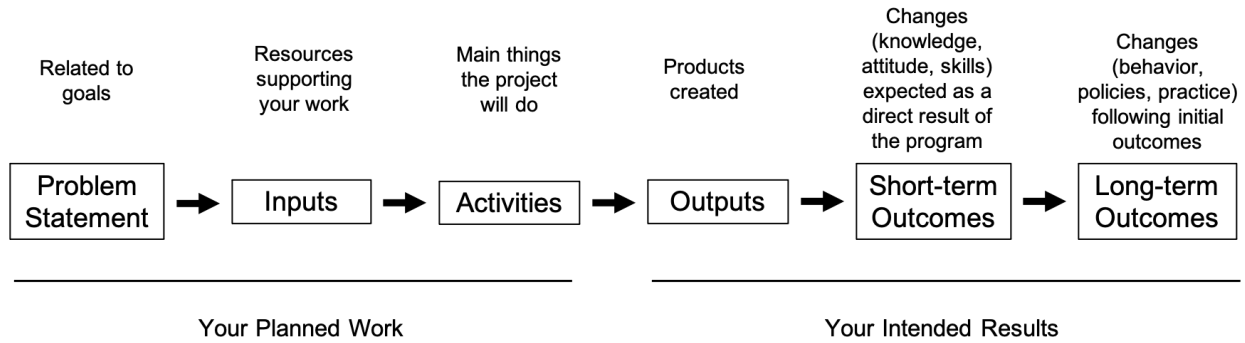 Related to
goals
Resources
supporting
your work
Main things
the project
will do
Products
created
Changes
(knowledge,
attitude, skills)
expected as a
direct result of
the program
Changes
(behavior,
policies, practice)
following initial
outcomes
Problem
Statement
Inputs
Activities
Outputs
Short-term
Outcomes
Long-term
Outcomes
Your Planned Work
Your Intended Results